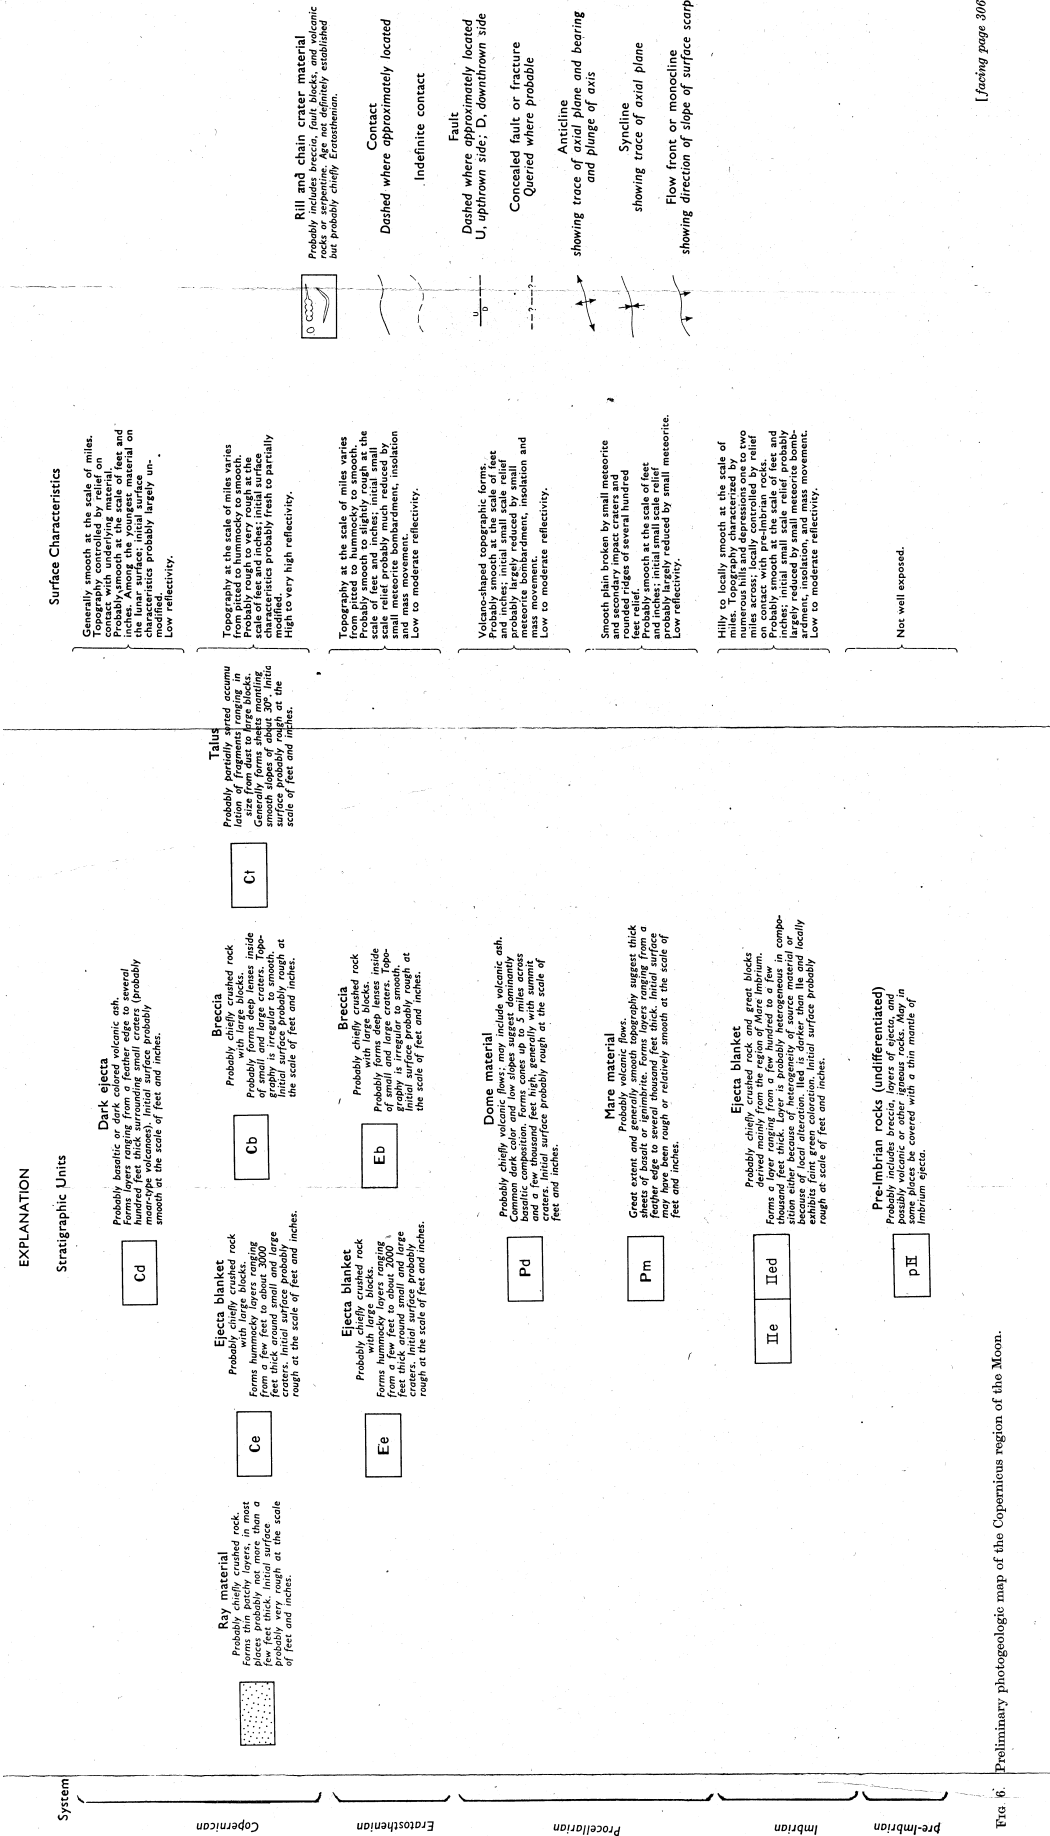 EXPLANATION
System
Stratigraphic Units
Surface Characteristics
Copernican
Cd
Dark ejecta
Probably basaltic or dark colored volcanic ash.
Forms layers ranging from a feather edge to several
hundred feet thick surrounding small craters (probably
maar-type volcanoes). Initial surface probably
smooth at the scale of feet and inches.
Generally smooth at the scale of miles.
Topography controlled by relief on
contact with underlying material.
Probably smooth at the scale of feet and
inches. Among the youngest material on
the lunar surface; initial surface
characteristics probably largely un-
modified.
Low reflectivity.
Ray material
Probably chiefly crushed rock.
Forms thin patchy layers, in most
places probably not more than a
few feet thick. Initial surface
probably very rough at the scale
of feet and inches.
Ce
Ejecta blanket
Probably chiefly crushed rock
with large blocks.
Forms hummocky layers ranging
from a few feet to about 3000
feet thick around small and large
craters. Initial surface probably
rough at the scale of feet and inches.
Cb
Breccia
Probably chiefly crushed rock
with large blocks.
Probably forms deep lenses inside
of small and large craters. Topo-
graphy is irregular to smooth.
Initial surface probably rough at
the scale of feet and inches.
Ct
Talus
Probably partially sorted accumu
lation of fragments ranging in
size from dust to large blocks.
Generally forms sheets mantling
smooth slopes of about 30°. Initia
surface probably rough at the
scale of feet and inches.
Topography at the scale of miles varies
from pitted to hummocky to smooth.
Probably rough to very rough at the
scale of feet and inches; initial surface
characteristics probably fresh to partially
modified.
High to very high reflectivity.
Eratosthenian
Ee
Ejecta blanket
Probably chiefly crushed rock
with large blocks.
Forms hummocky layers ranging
from a few feet to about 2000
feet thick around small and large
craters. Initial surface probably
rough at the scale of feet and inches.
Eb
Breccia
Probably chiefly crushed rock
with large blocks.
Probably forms deep lenses inside
of small and large craters. Topo-
graphy is irregular to smooth.
Initial surface probably rough at
the scale of feet and inches.
Topography at the scale of miles varies
from pitted to hummocky to smooth.
Probably smooth to slightly rough at the
scale of feet and inches; initial small
scale relief probably much reduced by
small meteorite bombardment, insolation
and mass movement.
Low to moderate reflectivity.
Procellarian
Pd
Dome material
Probably chiefly volcanic flows; may include volcanic ash.
Common dark color and low slopes suggest dominantly
basaltic composition. Forms cones up to 5 miles across
and a few thousand feet high, generally with summit
craters. Initial surface probably rough at the scale of
feet and inches.
Volcano-shaped topographic forms.
Probably smooth at the scale of feet
and inches; initial small scale relief
probably largely reduced by small
meteorite bombardment, insolation and
mass movement.
Low to moderate reflectivity.
Pm
Mare material
Probably volcanic flows.
Great extent and generally smooth topography suggest thick
sheets of basalt or ignimbrite. Forms layers ranging from a
feather edge to several thousand feet thick. Initial surface
may have been rough or relatively smooth at the scale of
feet and inches.
Smooth plain broken by small meteorite
and secondary impact craters and
rounded ridges of several hundred
feet relief.
Probably smooth at the scale of feet
and inches; initial small scale relief
probably largely reduced by small meteorite.
Low reflectivity.
Imbrian
IIe
IIed
Ejecta blanket
Probably chiefly crushed rock and great blocks
derived mainly from the region of Mare Imbrium.
Forms a layer ranging from a few hundred to a few
thousand feet thick. Layer is probably heterogeneous in compo-
sition either because of heterogeneity of source material or
because of local alteration. IIed is darker than IIe and locally
exhibits faint green coloration. Initial surface probably
rough at scale of feet and inches.
Hilly to locally smooth at the scale of
miles. Topography characterized by
numerous hills and depressions one to two
miles across; locally controlled by relief
on contact with pre-Imbrian rocks.
Probably smooth at the scale of feet and
inches; initial small scale relief probably
largely reduced by small meteorite bomb-
ardment, insolation, and mass movement.
Low to moderate reflectivity.
pre-Imbrian
pII
Pre-Imbrian rocks (undifferentiated)
Probably includes breccia, layers of ejecta, and
possibly volcanic or other igneous rocks. May in
some places be covered with a thin mantle of
Imbrium ejecta.
Not well exposed.
Rill and chain crater material
Probably includes breccia, fault blocks, and volcanic
rocks or serpentine. Age not definitely established
but probably chiefly Eratosthenian.
Contact
Dashed where approximately located
Indefinite contact
U
D
Fault
Dashed where approximately located
U, upthrown side; D, downthrown side
--?---?-
Concealed fault or fracture
Queried where probable
Anticline
showing trace of axial plane and bearing
and plunge of axis
Syncline
showing trace of axial plane
Flow front or monocline
showing direction of slope of surface scarp
FIG. 6. Preliminary photogeologic map of the Copernicus region of the Moon.
[facing page 306